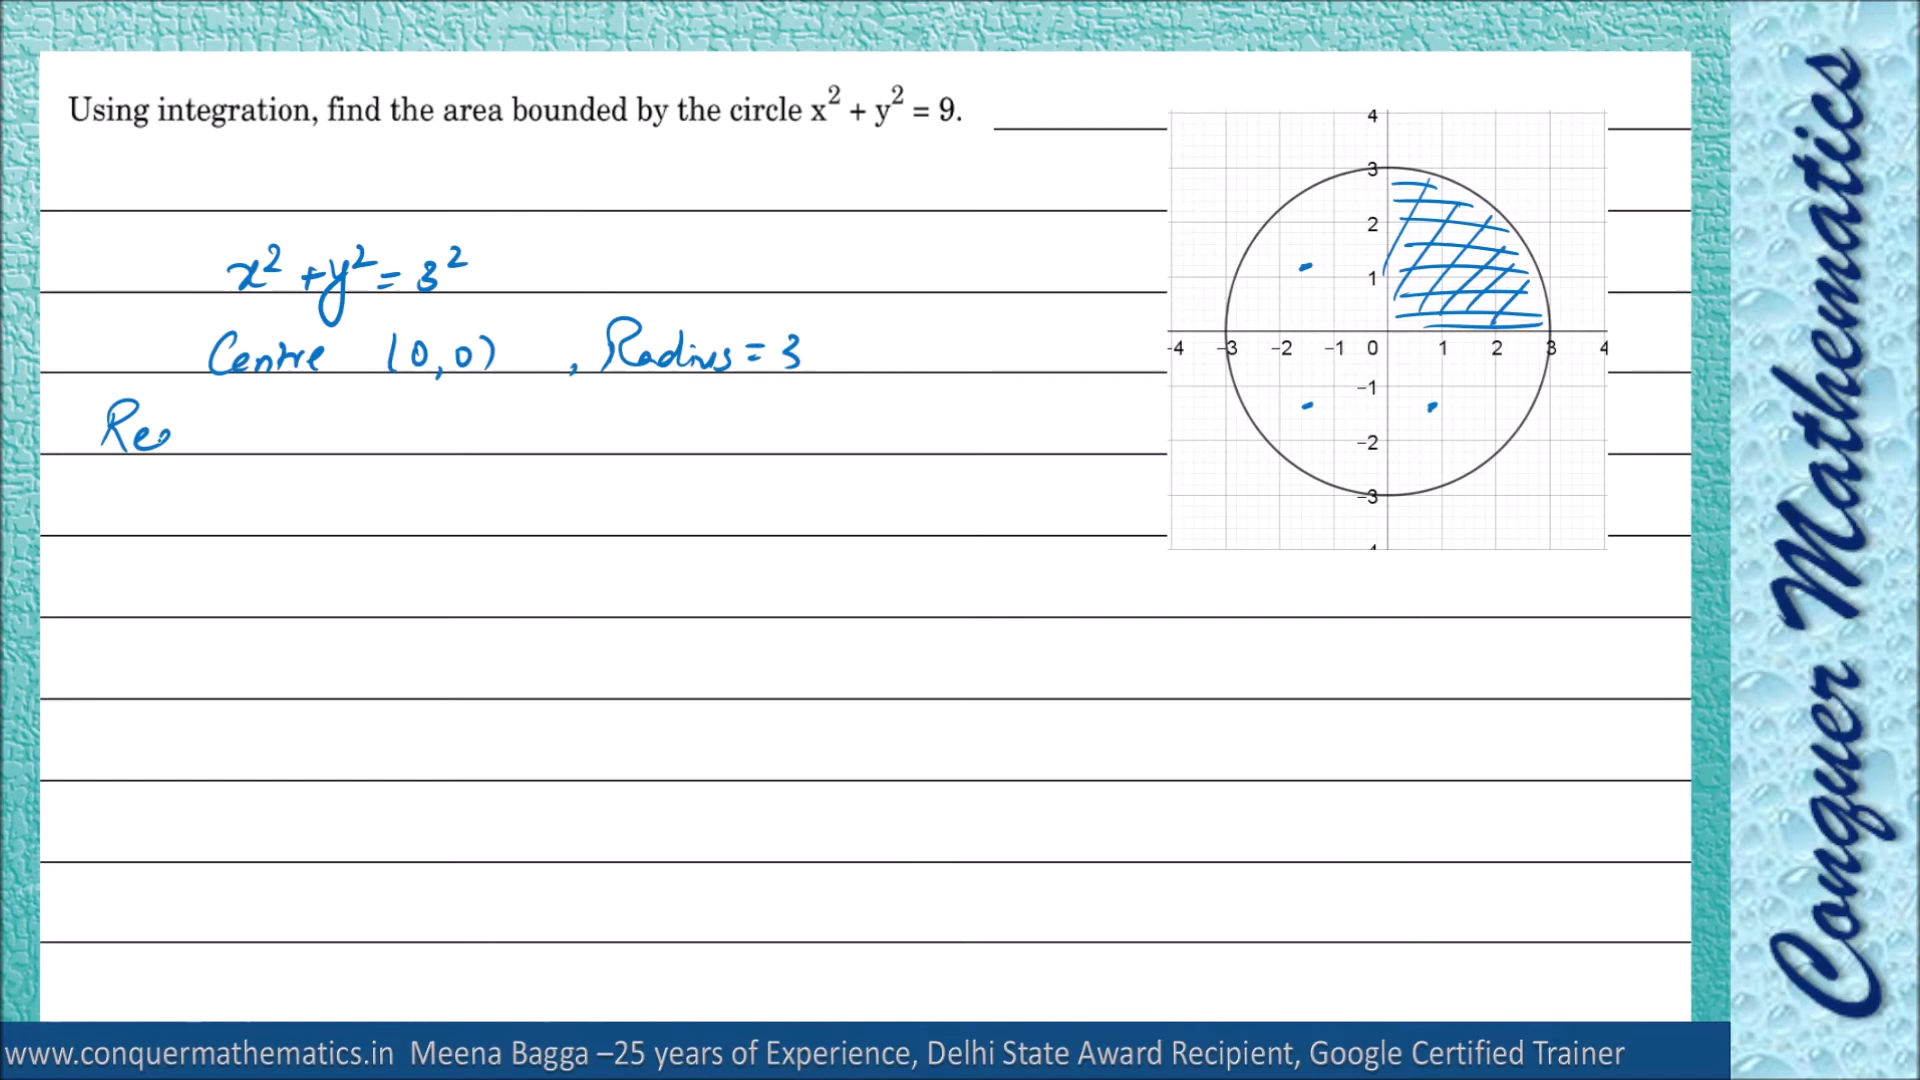 Using integration, find the area bounded by the circle x² + y² = 9.
x² + y² = 3²
Centre (0,0) , Radius = 3
Re
4
3
2
1
-4 -3 -2 -1 0 1 2 3 4
-1
-2
-3
Conquer Mathematics
www.conquermathematics.in Meena Bagga –25 years of Experience, Delhi State Award Recipient, Google Certified Trainer